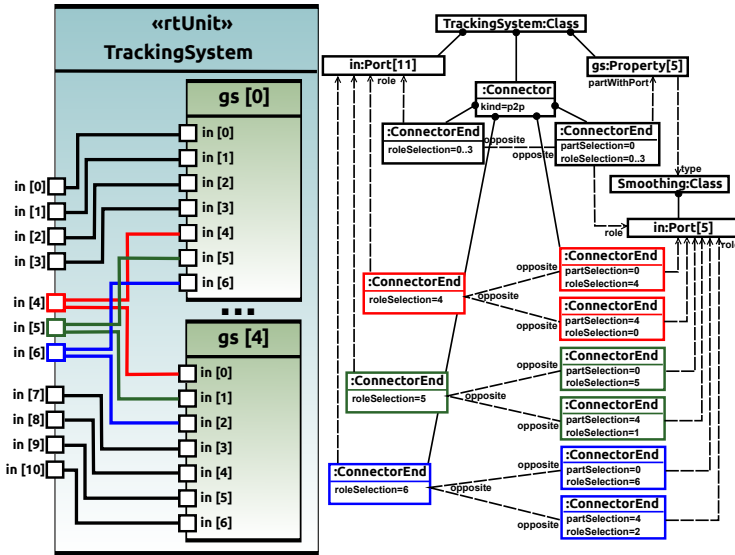 «rtUnit»
TrackingSystem
gs [0]
in [0]
in [1]
in [2]
in [3]
in [4]
in [5]
in [6]
...
gs [4]
in [0]
in [1]
in [2]
in [3]
in [4]
in [5]
in [6]
in [0]
in [1]
in [2]
in [3]
in [4]
in [5]
in [6]
in [7]
in [8]
in [9]
in [10]
TrackingSystem:Class
in:Port[11]
role
gs:Property[5]
partWithPort
:Connector
kind=p2p
:ConnectorEnd
roleSelection=0..3
opposite
opposite
:ConnectorEnd
partSelection=0
roleSelection=0..3
type
Smoothing:Class
in:Port[5]
role
role
:ConnectorEnd
roleSelection=4
opposite
opposite
opposite
:ConnectorEnd
partSelection=0
roleSelection=4
:ConnectorEnd
partSelection=4
roleSelection=0
:ConnectorEnd
roleSelection=5
opposite
opposite
opposite
:ConnectorEnd
partSelection=0
roleSelection=5
:ConnectorEnd
partSelection=4
roleSelection=1
:ConnectorEnd
roleSelection=6
opposite
opposite
opposite
:ConnectorEnd
partSelection=0
roleSelection=6
:ConnectorEnd
partSelection=4
roleSelection=2